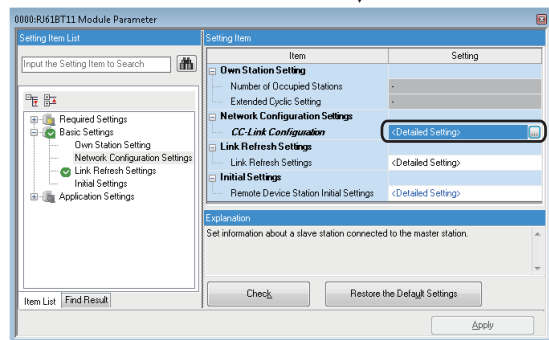 0000:RJ61BT11 Module Parameter
Setting Item List
Input the Setting Item to Search
Required Settings
Basic Settings
Own Station Setting
Network Configuration Settings
Link Refresh Settings
Initial Settings
Application Settings
Item List
Find Result
Setting Item
Item Setting
Own Station Setting
Number of Occupied Stations -
Extended Cyclic Setting -
Network Configuration Settings
CC-Link Configuration <Detailed Setting> ...
Link Refresh Settings
Link Refresh Settings <Detailed Setting>
Initial Settings
Remote Device Station Initial Settings <Detailed Setting>
Explanation
Set information about a slave station connected to the master station.
Check
Restore the Default Settings
Apply